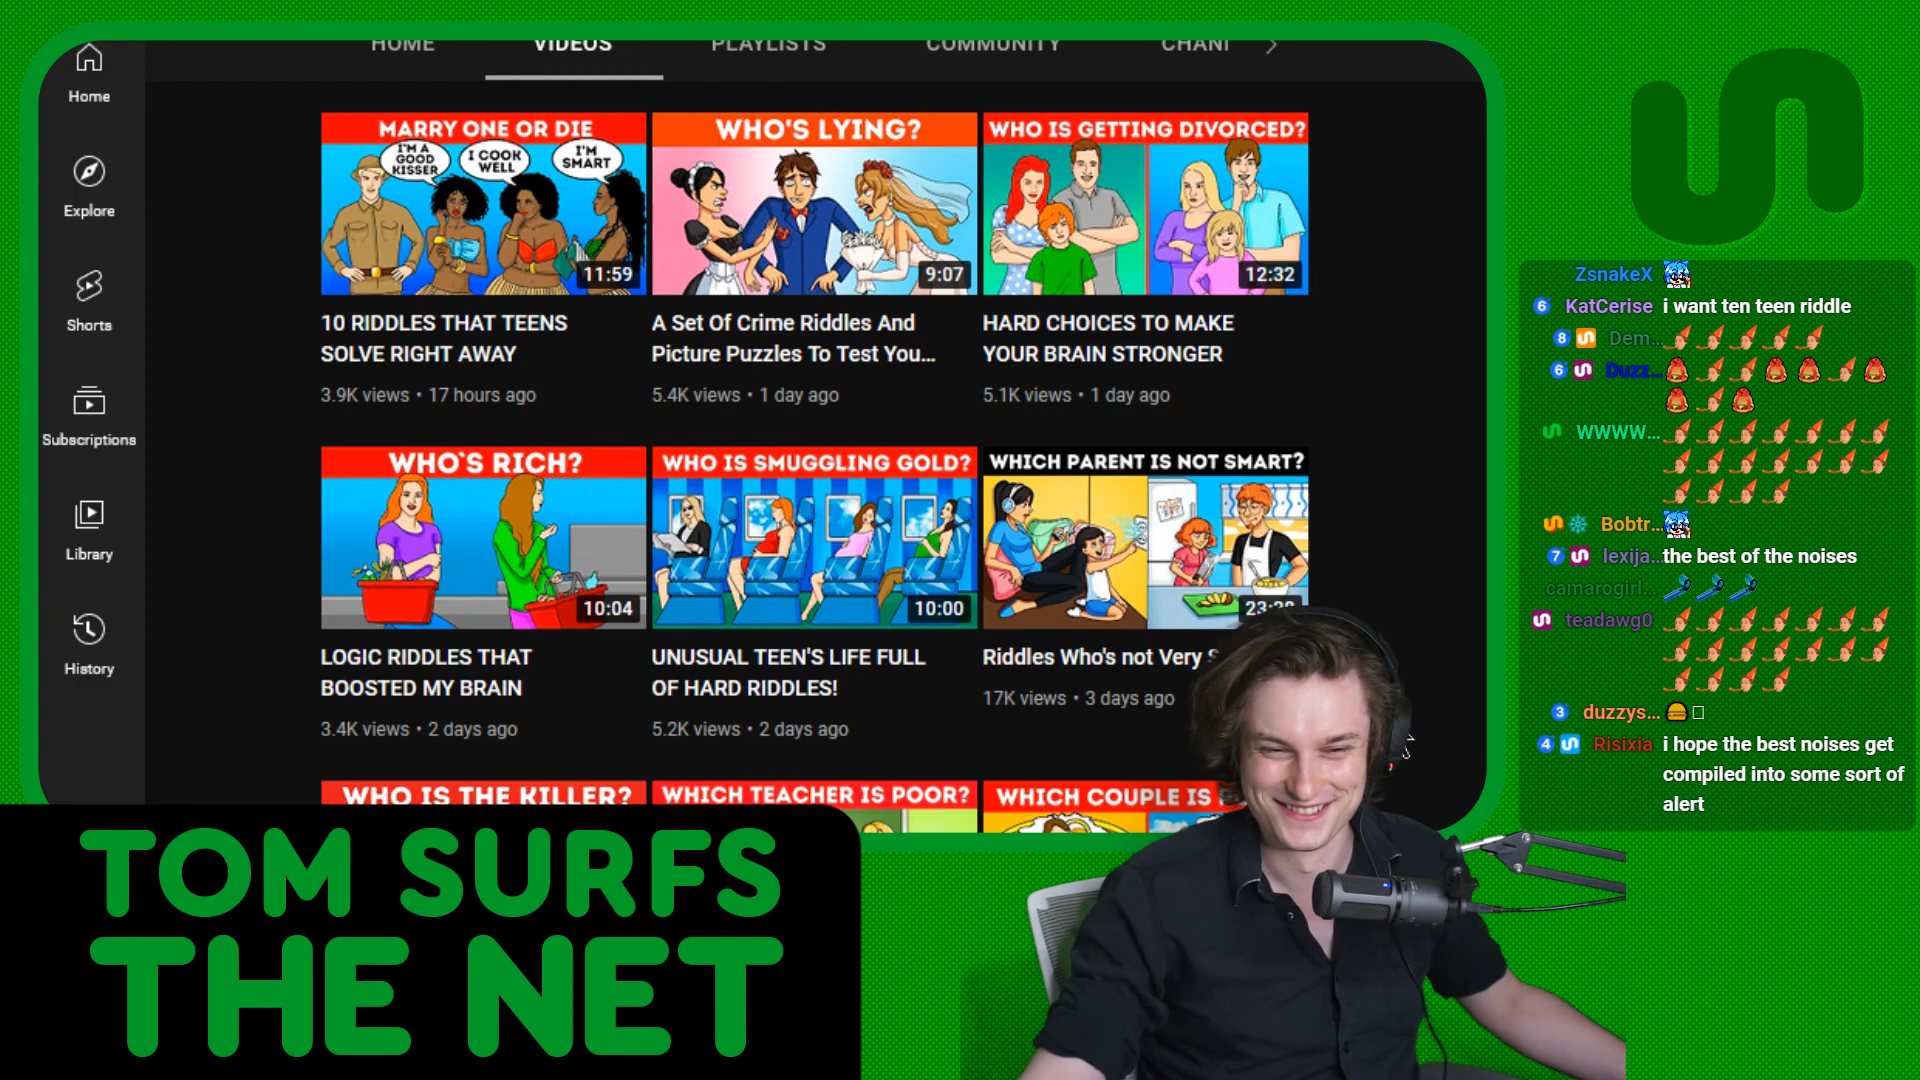 HOME VIDEOS PLAYLISTS COMMUNITY CHANI
Home
Explore
Shorts
Subscriptions
Library
History
MARRY ONE OR DIE
I'M A
GOOD
KISSER
I COOK
WELL
I'M
SMART
11:59
10 RIDDLES THAT TEENS
SOLVE RIGHT AWAY
3.9K views • 17 hours ago
WHO'S LYING?
9:07
A Set Of Crime Riddles And
Picture Puzzles To Test You...
5.4K views • 1 day ago
WHO IS GETTING DIVORCED?
12:32
HARD CHOICES TO MAKE
YOUR BRAIN STRONGER
5.1K views • 1 day ago
WHO`S RICH?
10:04
LOGIC RIDDLES THAT
BOOSTED MY BRAIN
3.4K views • 2 days ago
WHO IS SMUGGLING GOLD?
10:00
UNUSUAL TEEN'S LIFE FULL
OF HARD RIDDLES!
5.2K views • 2 days ago
WHICH PARENT IS NOT SMART?
Riddles Who's not Very
17K views • 3 days ago
WHO IS THE KILLER?
WHICH TEACHER IS POOR?
WHICH COUPLE IS
TOM SURFS
THE NET
ZsnakeX
6 KatCerise i want ten teen riddle
8 Dem...
6 Duzz...
WWWW...
Bobtr...
7 lexija... the best of the noises
camarogirl...
teadawg0
3 duzzys...
4 Risixia i hope the best noises get
compiled into some sort of
alert